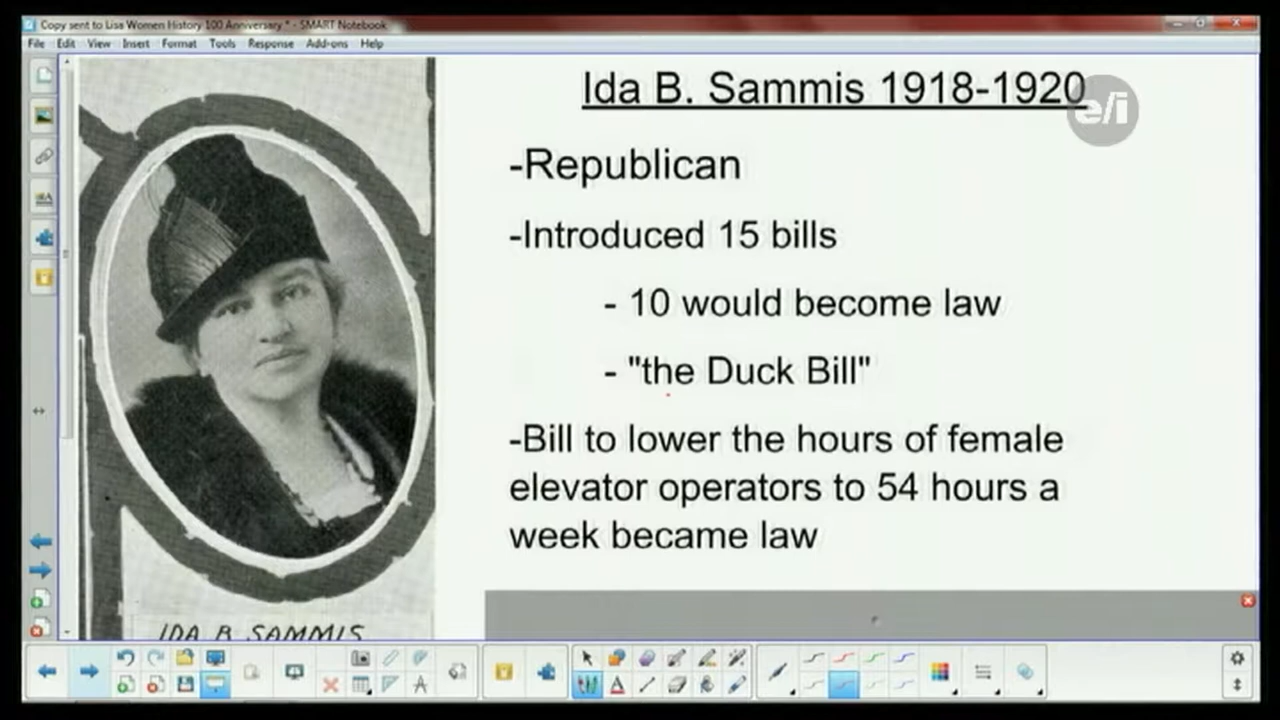 Copy sent to Lisa Women History 100 Anniversary * - SMART Notebook
File Edit View Insert Format Tools Response Add-ons Help
Ida B. Sammis 1918-1920
e/i
-Republican
-Introduced 15 bills
- 10 would become law
- "the Duck Bill"
-Bill to lower the hours of female
elevator operators to 54 hours a
week became law
IDA B SAMMIS